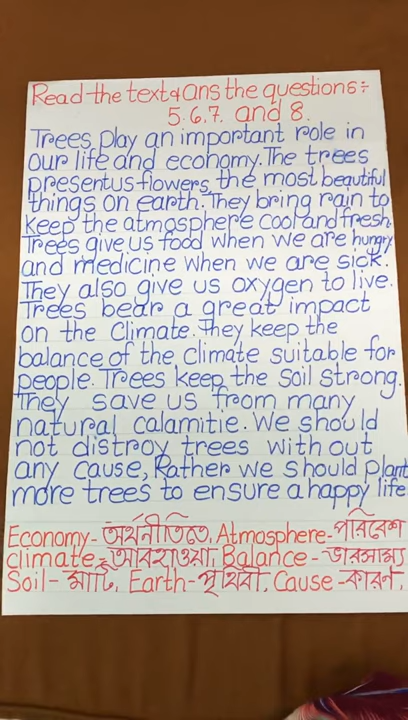 Read the text & ans the questions÷
5. 6. 7. and 8.
Trees play an important role in
our life and economy. The trees
present us flowers, the most beautiful
things on earth. They bring rain to
keep the atmosphere cool and fresh.
Trees give us food when we are hungry
and medicine when we are sick.
They also give us oxygen to live.
Trees bear a great impact
on the Climate. They keep the
balance of the climate suitable for
people. Trees keep the Soil strong.
They save us from many
natural calamitie. We should
not distroy trees with out
any cause, Rather we should plant
more trees to ensure a happy life
Economy - অর্থনীতিতে, Atmosphere - পরিবেশ
climate - আবহাওয়া, Balance - ভারসাম্য
Soil - মাটি, Earth - পৃথিবী, Cause - কারণ,